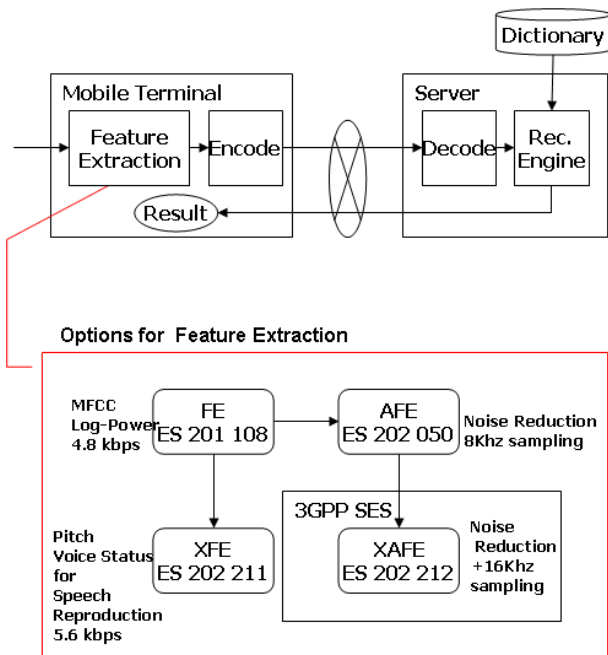 Dictionary
Mobile Terminal
Server
Feature
Extraction
Encode
Decode
Rec.
Engine
Result
Options for Feature Extraction
MFCC
Log-Power
4.8 kbps
FE
ES 201 108
AFE
ES 202 050
Noise Reduction
8Khz sampling
3GPP SES
Pitch
Voice Status
for
Speech
Reproduction
5.6 kbps
XFE
ES 202 211
XAFE
ES 202 212
Noise
Reduction
+16Khz
sampling